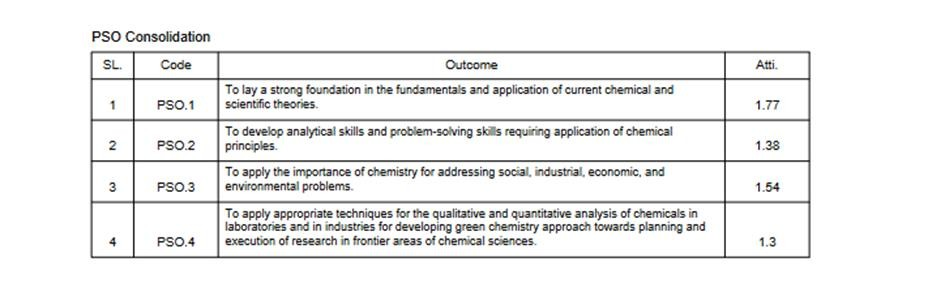 PSO Consolidation
SL. Code Outcome Atti.
To lay a strong foundation in the fundamentals and application of current chemical and
1 PSO.1 scientific theories. 1.77
To develop analytical skills and problem-solving skills requiring application of chemical
2 PSO.2 principles. 1.38
To apply the importance of chemistry for addressing social, industrial, economic, and
3 PSO.3 environmental problems. 1.54
To apply appropriate techniques for the qualitative and quantitative analysis of chemicals in
laboratories and in industries for developing green chemistry approach towards planning and
4 PSO.4 execution of research in frontier areas of chemical sciences. 1.3